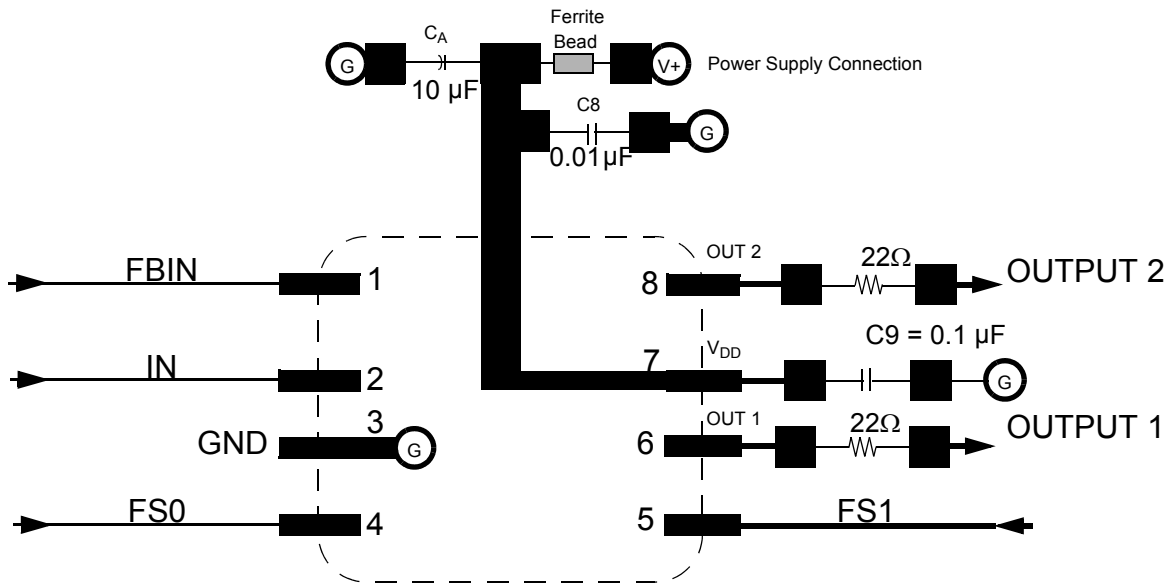 Ferrite
Bead
C_A
G
V+
Power Supply Connection
10 µF
C8
G
0.01µF
OUT 2
22Ω
FBIN
1
8
OUTPUT 2
C9 = 0.1 µF
IN
2
7
V_DD
G
3
GND
G
6
OUT 1
22Ω
OUTPUT 1
FS0
4
5
FS1